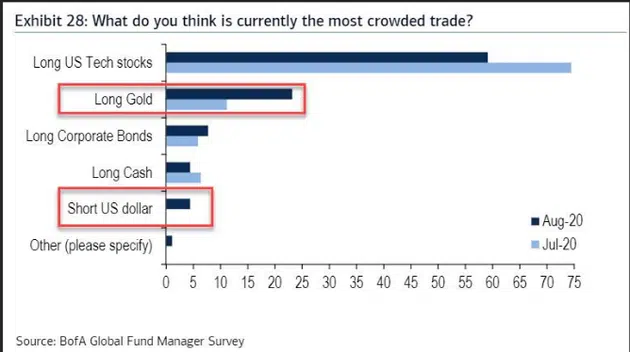 Exhibit 28: What do you think is currently the most crowded trade?
Long US Tech stocks
Long Gold
Long Corporate Bonds
Long Cash
Short US dollar
Other (please specify)
Aug-20
Jul-20
0 5 10 15 20 25 30 35 40 45 50 55 60 65 70 75
Source: BofA Global Fund Manager Survey